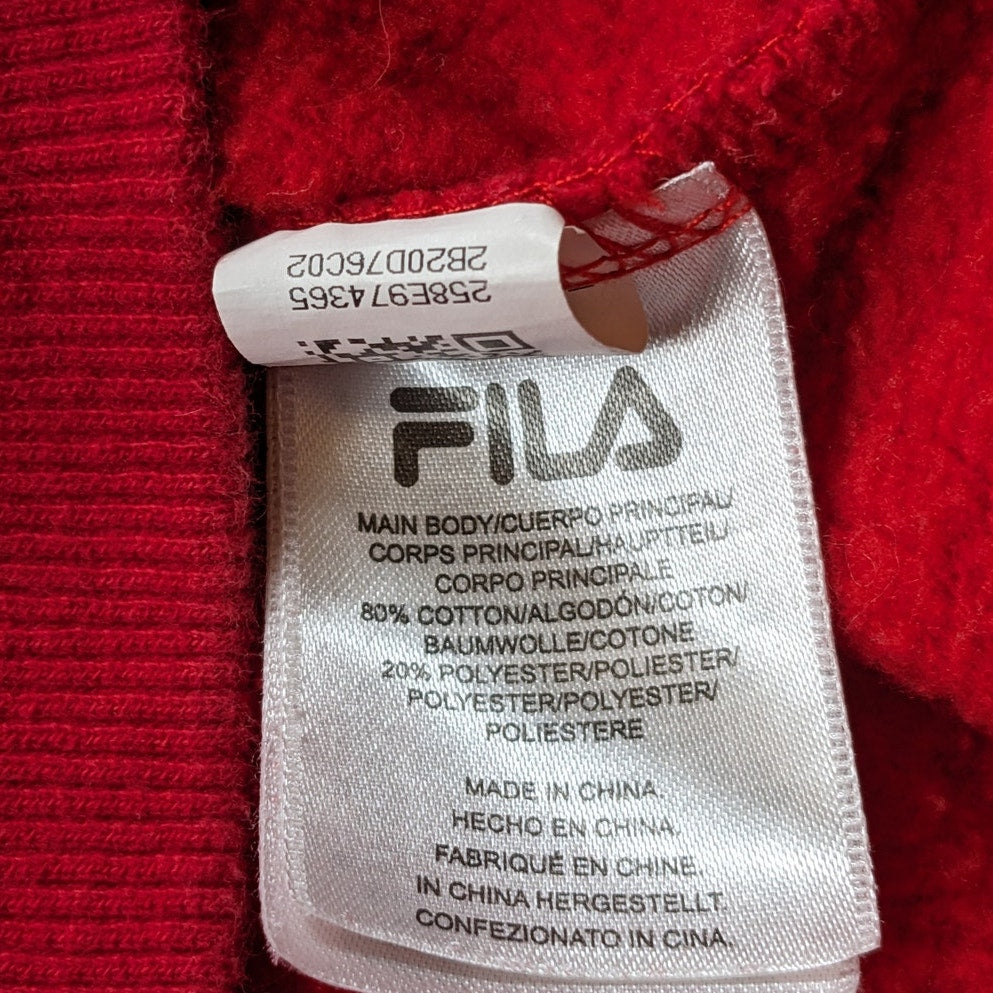 2B20D76C02
258E974365
FILA
MAIN BODY/CUERPO PRINCIPAL/
CORPS PRINCIPAL/HAUPTTEIL/
CORPO PRINCIPALE
80% COTTON/ALGODÓN/COTON/
BAUMWOLLE/COTONE
20% POLYESTER/POLIESTER/
POLYESTER/POLYESTER/
POLIESTERE
MADE IN CHINA.
HECHO EN CHINA.
FABRIQUÉ EN CHINE.
IN CHINA HERGESTELLT.
CONFEZIONATO IN CINA.